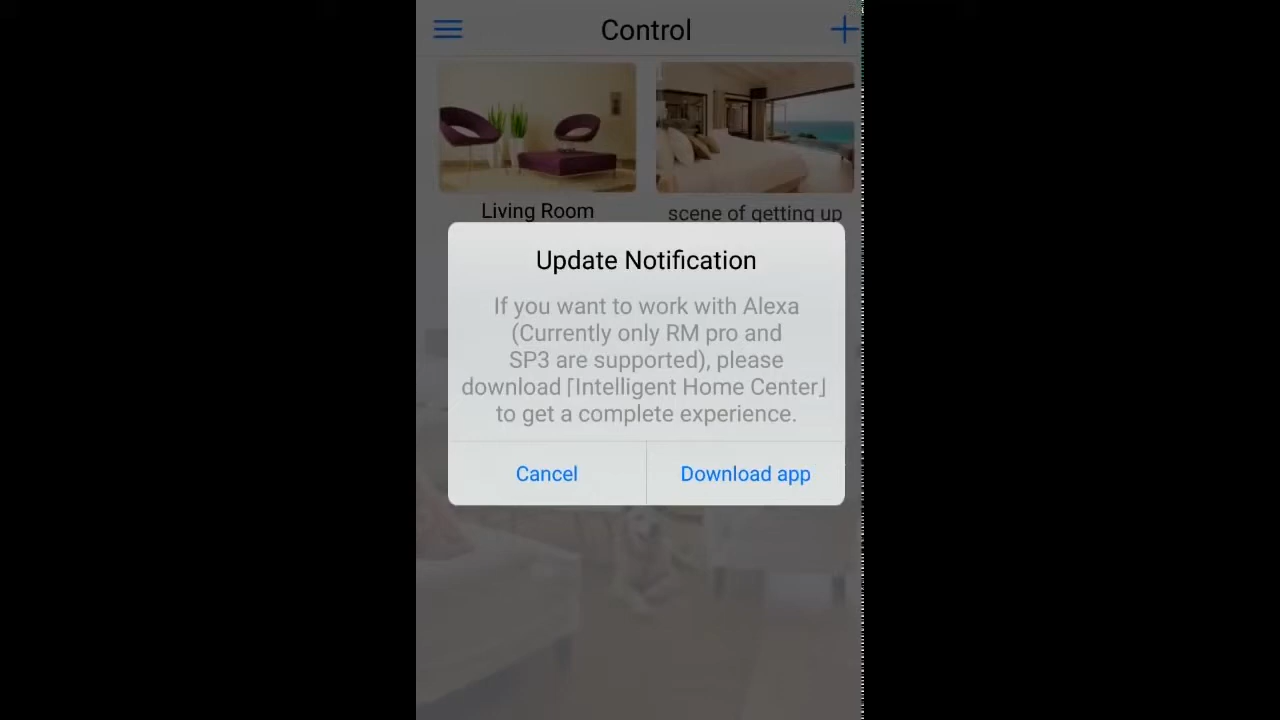 Control
Living Room
scene of getting up
Update Notification
If you want to work with Alexa
(Currently only RM pro and
SP3 are supported), please
download ｢Intelligent Home Center｣
to get a complete experience.
Cancel
Download app